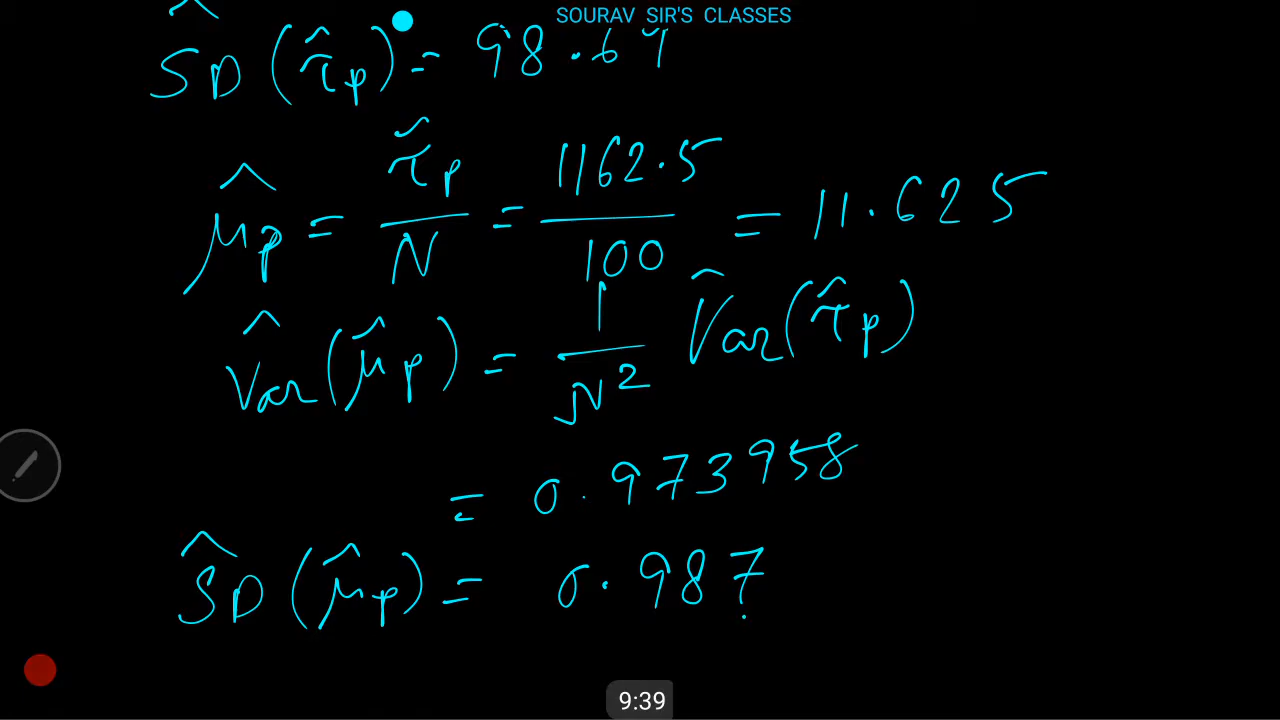 SOURAV SIR'S CLASSES
ŜD (τ̂p) = 98.69
μ̂p = τ̂p / N = 1162.5 / 100 = 11.625
V̂ar(μ̂p) = 1 / N² V̂ar(τ̂p)
= 0.973958
ŜD (μ̂p) = 0.987
9:39